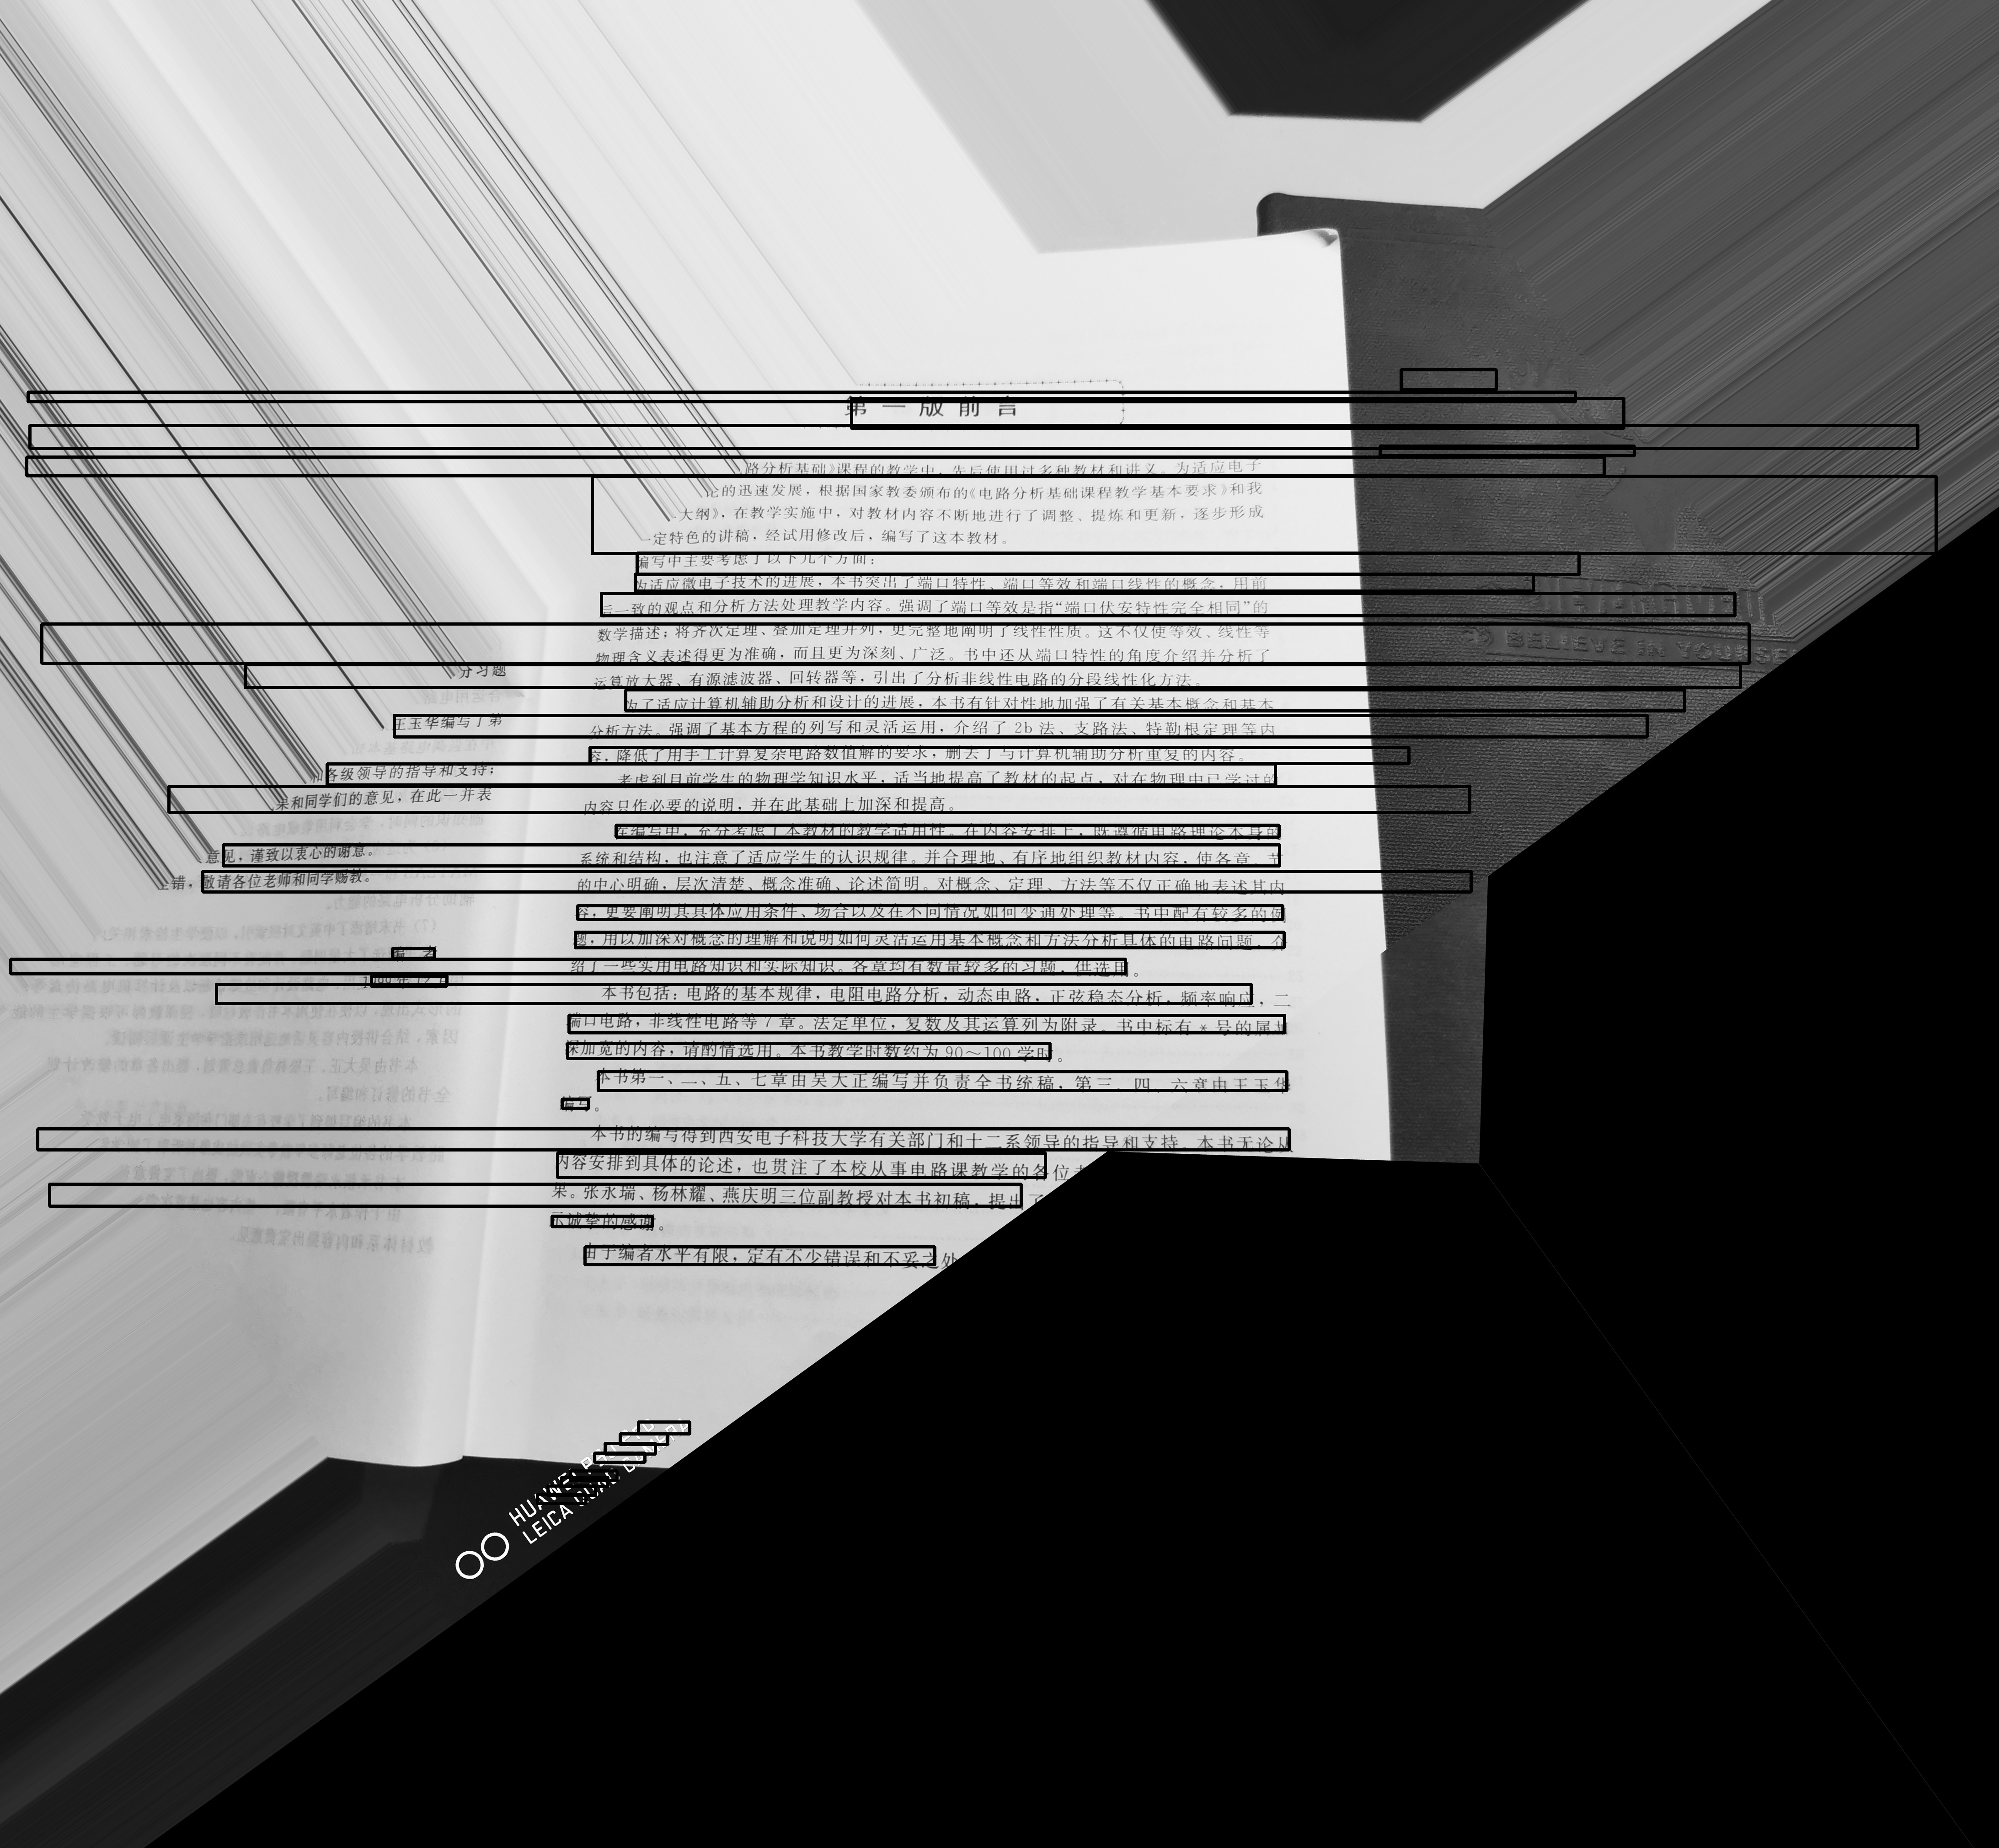 分习题
王玉华编写了第
和各级领导的指导和支持;
果和同学们的意见,在此一并表
意见,谨致以衷心的谢意。
错,敬请各位老师和同学赐教。
编 者
第一版前言
路分析基础》课程的教学中,先后使用过多种教材和讲义。为适应电子
论的迅速发展,根据国家教委颁布的《电路分析基础课程教学基本要求》和我
大纲》,在教学实施中,对教材内容不断地进行了调整、提炼和更新,逐步形成
一定特色的讲稿,经试用修改后,编写了这本教材。
编写中主要考虑了以下几个方面:
为适应微电子技术的进展,本书突出了端口特性、端口等效和端口线性的概念,用前
后一致的观点和分析方法处理教学内容。强调了端口等效是指“端口伏安特性完全相同”的
数学描述;将齐次定理、叠加定理并列,更完整地阐明了线性性质。这不仅使等效、线性等
物理含义表述得更为准确,而且更为深刻、广泛。书中还从端口特性的角度介绍并分析了
运算放大器、有源滤波器、回转器等,引出了分析非线性电路的分段线性化方法。
为了适应计算机辅助分析和设计的进展,本书有针对性地加强了有关基本概念和基本
分析方法。强调了基本方程的列写和灵活运用,介绍了 2b 法、支路法、特勒根定理等内
容,降低了用手工计算复杂电路数值解的要求,删去了与计算机辅助分析重复的内容。
考虑到目前学生的物理学知识水平,适当地提高了教材的起点,对在物理中已学过的
内容只作必要的说明,并在此基础上加深和提高。
在编写中,充分考虑了本教材的教学适用性。在内容安排上,既遵循电路理论本身的
系统和结构,也注意了适应学生的认识规律。并合理地、有序地组织教材内容,使各章、节
的中心明确,层次清楚、概念准确、论述简明。对概念、定理、方法等不仅正确地表述其内
容,更要阐明其具体应用条件、场合以及在不同情况如何变通处理等。书中配有较多的例
题,用以加深对概念的理解和说明如何灵活运用基本概念和方法分析具体的电路问题,介
绍了一些实用电路知识和实际知识。各章均有数量较多的习题,供选用。
本书包括:电路的基本规律,电阻电路分析,动态电路,正弦稳态分析,频率响应,二
端口电路,非线性电路等 7 章。法定单位,复数及其运算列为附录。书中标有 * 号的属加
深加宽的内容,请酌情选用。本书教学时数约为 90～100 学时。
本书第一、二、五、七章由吴大正编写并负责全书统稿,第三、四、六章由王玉华
编写。
本书的编写得到西安电子科技大学有关部门和十二系领导的指导和支持。本书无论从
内容安排到具体的论述,也贯注了本校从事电路课教学的各位
果。张永瑞、杨林耀、燕庆明三位副教授对本书初稿,提出了
示诚挚的感谢。
由于编者水平有限,定有不少错误和不妥之处
BELIEVE IN YOURSE
HUAWEI
LEICA